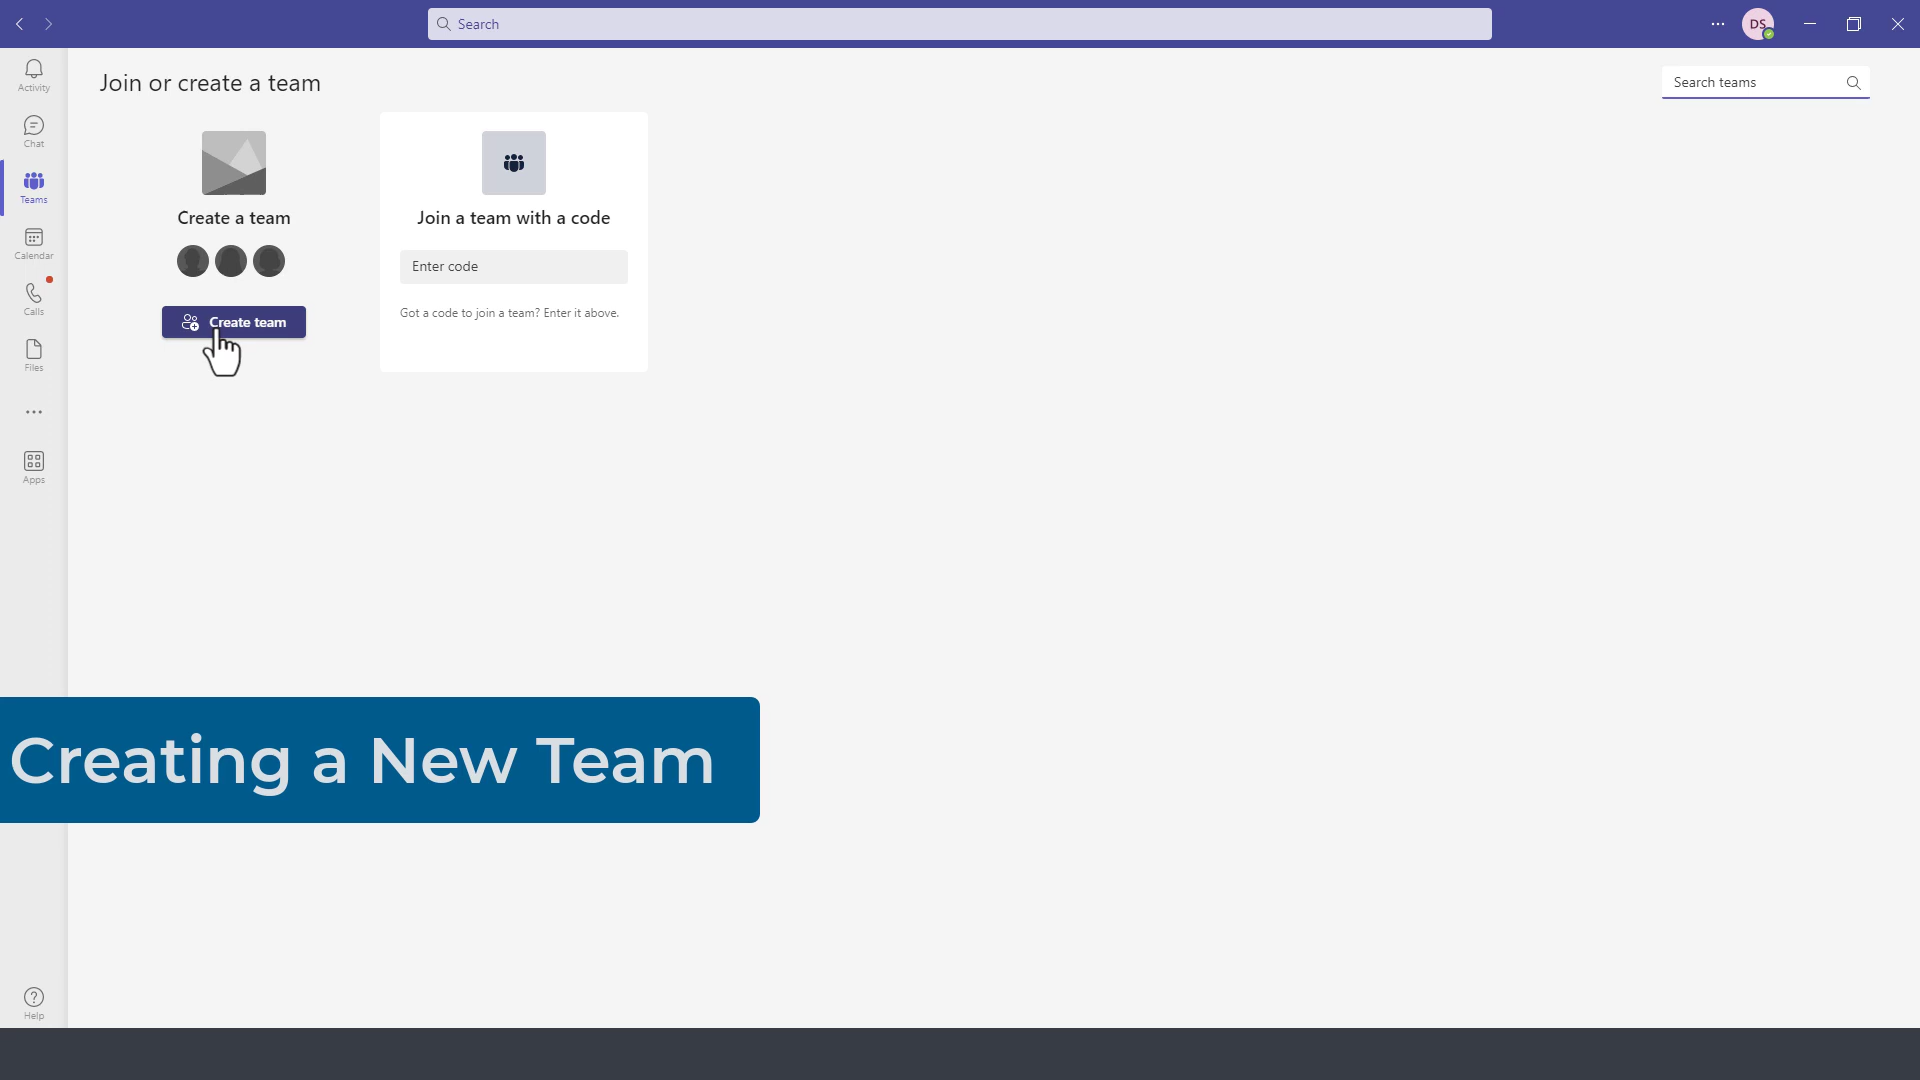 Search
DS
Activity
Chat
Teams
Calendar
Calls
Files
Apps
Help
Join or create a team
Search teams
Create a team
Create team
Join a team with a code
Enter code
Got a code to join a team? Enter it above.
Creating a New Team